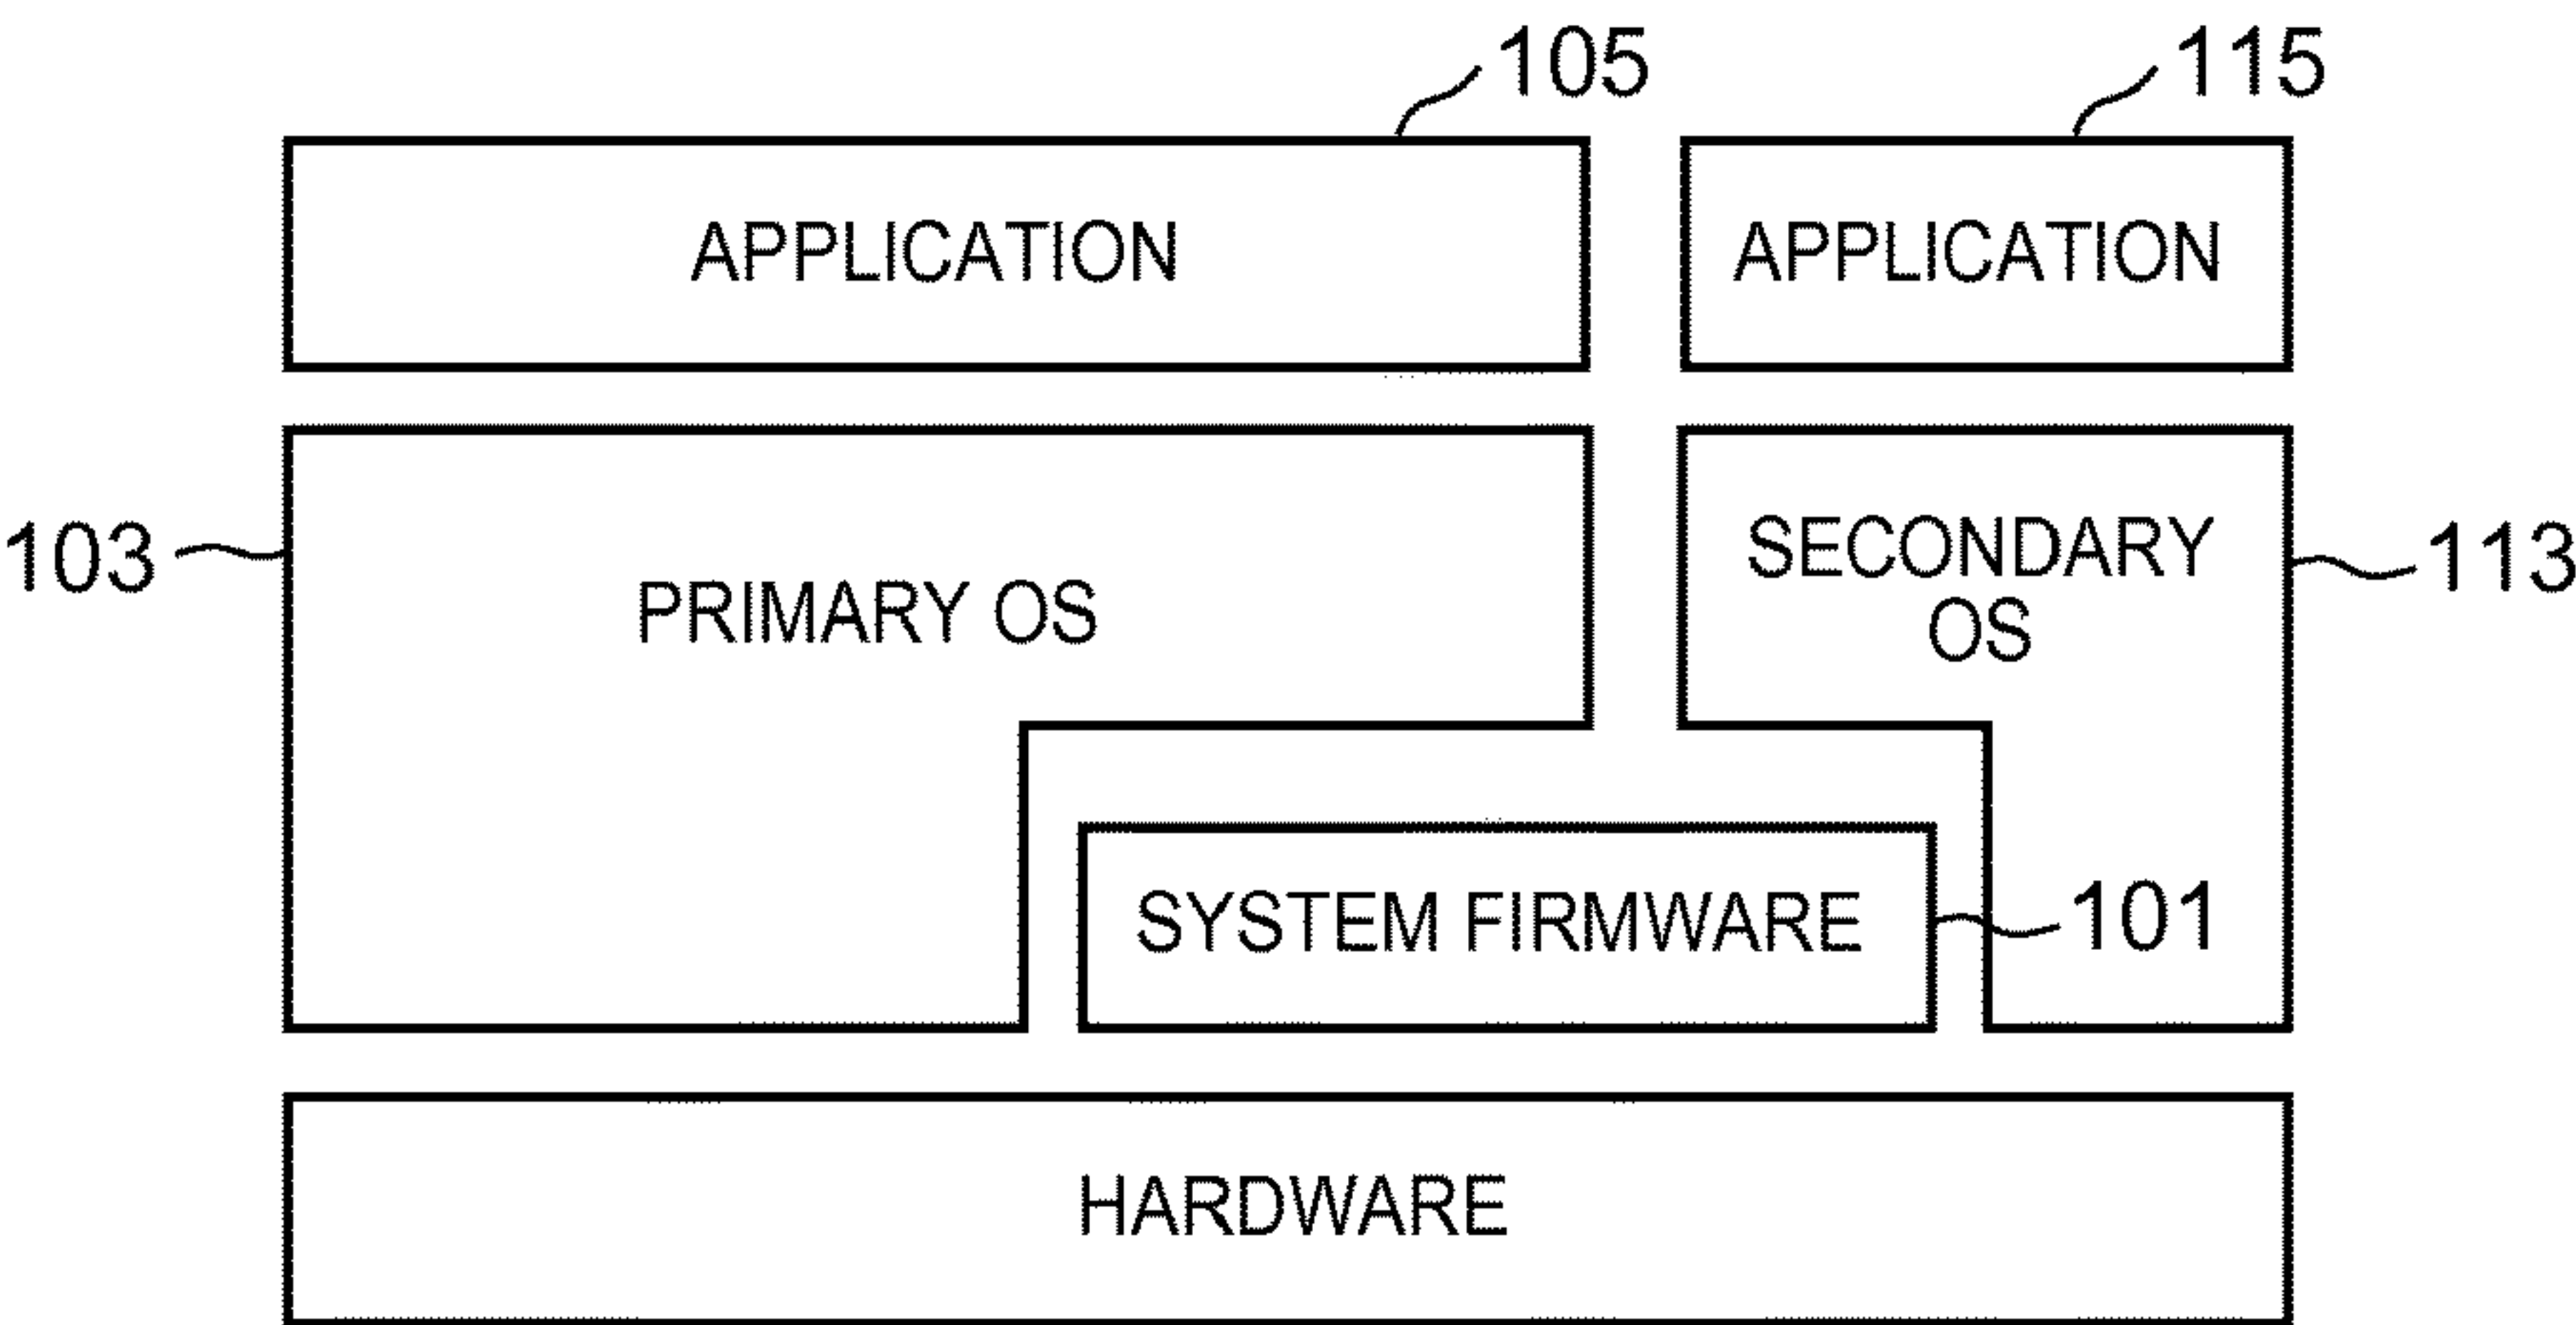 105
115
APPLICATION
APPLICATION
103
PRIMARY OS
SECONDARY
OS
113
SYSTEM FIRMWARE
101
HARDWARE